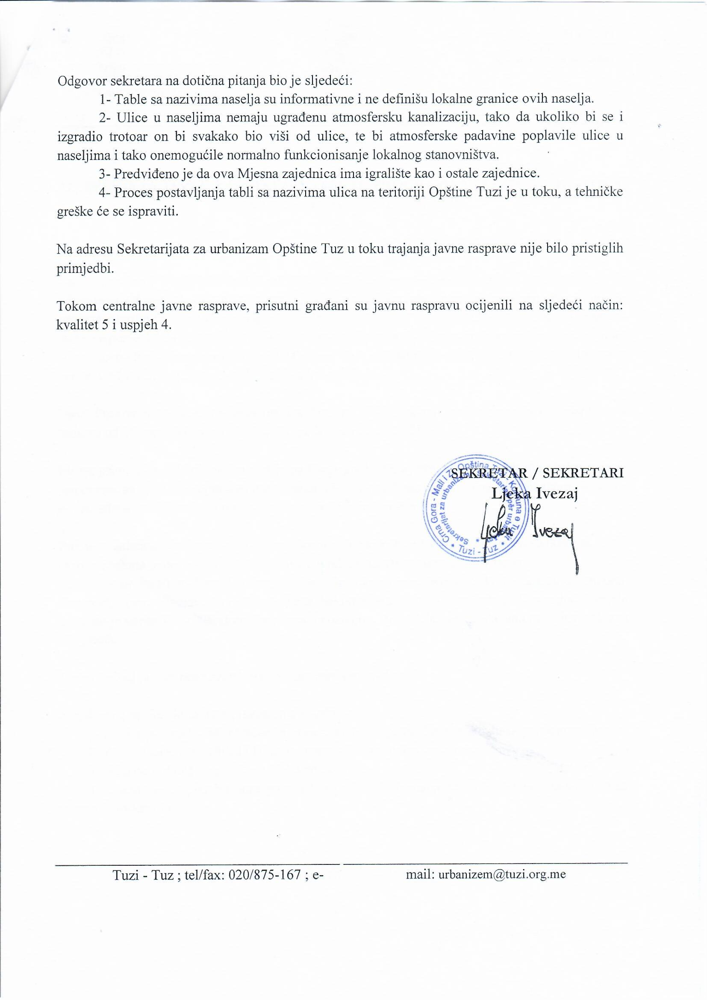 Odgovor sekretara na dotična pitanja bio je sljedeći:
1- Table sa nazivima naselja su informativne i ne definišu lokalne granice ovih naselja.
2- Ulice u naseljima nemaju ugrađenu atmosfersku kanalizaciju, tako da ukoliko bi se i
izgradio trotoar on bi svakako bio viši od ulice, te bi atmosferske padavine poplavile ulice u
naseljima i tako onemogućile normalno funkcionisanje lokalnog stanovništva.
3- Predviđeno je da ova Mjesna zajednica ima igralište kao i ostale zajednice.
4- Proces postavljanja tabli sa nazivima ulica na teritoriji Opštine Tuzi je u toku, a tehničke
greške će se ispraviti.
Na adresu Sekretarijata za urbanizam Opštine Tuz u toku trajanja javne rasprave nije bilo pristiglih
primjedbi.
Tokom centralne javne rasprave, prisutni građani su javnu raspravu ocijenili na sljedeći način:
kvalitet 5 i uspjeh 4.
SEKRETAR / SEKRETARI
Ljeka Ivezaj
Crna Gora - Mali i Zi Opština Tuzi - Komuna e Tuzit
Sekretarijat za urbanizam Sekretariati për urbanizëm
Tuzi - Tuz
Ljeka Ivezaj
Tuzi - Tuz ; tel/fax: 020/875-167 ; e- mail: urbanizem@tuzi.org.me